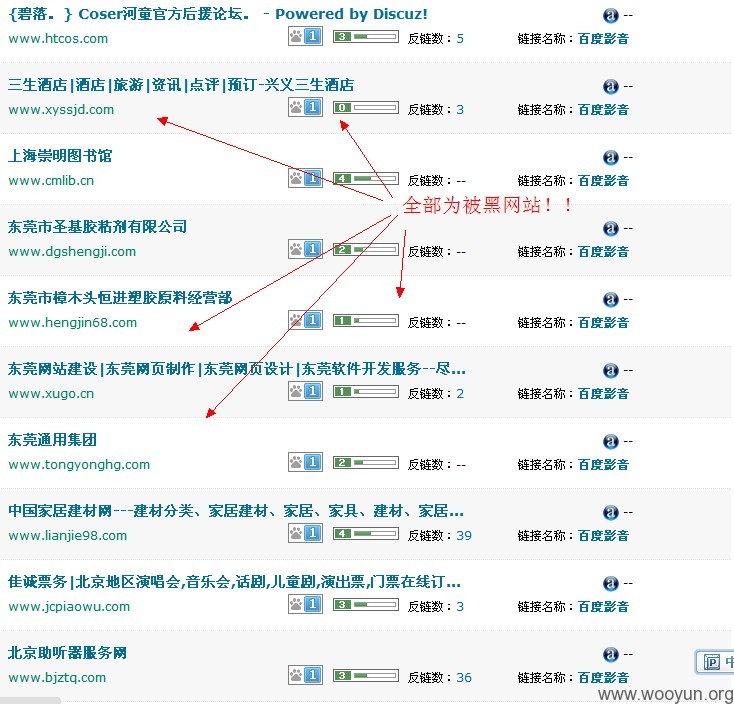 {碧落。} Coser河童官方后援论坛。 - Powered by Discuz! a --
www.htcos.com 1 3 反链数：5 链接名称：百度影音
三生酒店|酒店|旅游|资讯|点评|预订-兴义三生酒店 a --
www.xyssjd.com 1 0 反链数：3 链接名称：百度影音
上海崇明图书馆 a --
www.cmlib.cn 1 4 反链数：-- 链接名称：百度影音
全部为被黑网站！！
东莞市圣基胶粘剂有限公司 a --
www.dgshengji.com 1 2 反链数：-- 链接名称：百度影音
东莞市樟木头恒进塑胶原料经营部 a --
www.hengjin68.com 1 1 反链数：-- 链接名称：百度影音
东莞网站建设|东莞网页制作|东莞网页设计|东莞软件开发服务--尽... a --
www.xugo.cn 1 1 反链数：2 链接名称：百度影音
东莞通用集团 a --
www.tongyonghg.com 1 2 反链数：-- 链接名称：百度影音
中国家居建材网---建材分类、家居建材、家居、家具、建材、家居... a --
www.lianjie98.com 1 4 反链数：39 链接名称：百度影音
佳诚票务|北京地区演唱会,音乐会,话剧,儿童剧,演出票,门票在线订... a --
www.jcpiaowu.com 1 3 反链数：3 链接名称：百度影音
北京助听器服务网 a --
P 中
www.bjztq.com 1 3 反链数：36 链接名称：百度影音
www.wooyun.org